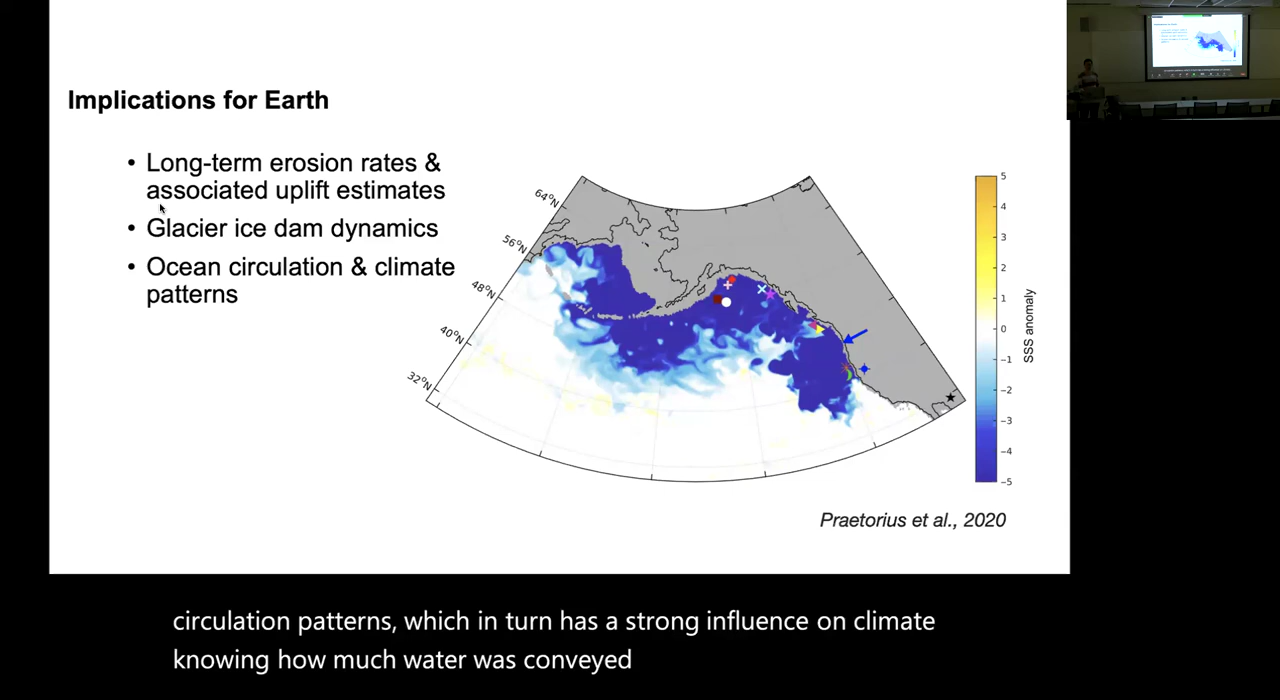 Implications for Earth
• Long-term erosion rates &
associated uplift estimates
• Glacier ice dam dynamics
• Ocean circulation & climate
patterns
64°N
56°N
48°N
40°N
32°N
5
4
3
2
1
0
−1
−2
−3
−4
−5
SSS anomaly
Praetorius et al., 2020
circulation patterns, which in turn has a strong influence on climate
knowing how much water was conveyed